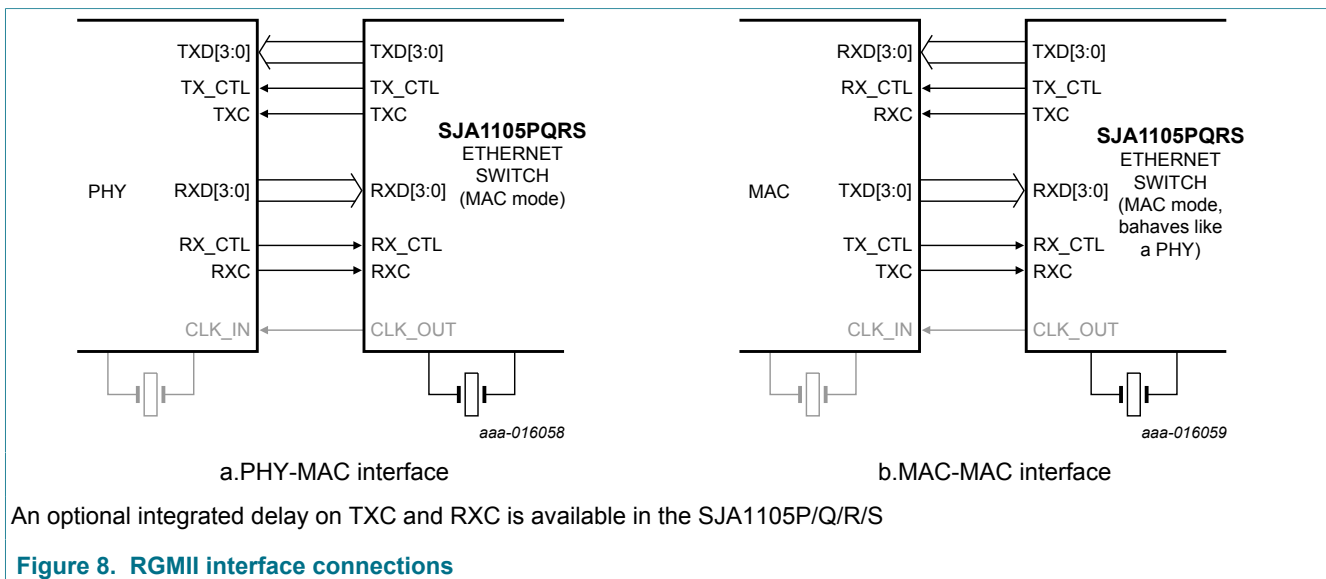 TXD[3:0] TXD[3:0]
TX_CTL TX_CTL
TXC TXC
SJA1105PQRS
ETHERNET
SWITCH
(MAC mode)
PHY RXD[3:0] RXD[3:0]
RX_CTL RX_CTL
RXC RXC
CLK_IN CLK_OUT
aaa-016058
a.PHY-MAC interface
RXD[3:0] TXD[3:0]
RX_CTL TX_CTL
RXC TXC
SJA1105PQRS
ETHERNET
SWITCH
(MAC mode,
bahaves like
a PHY)
MAC TXD[3:0] RXD[3:0]
TX_CTL RX_CTL
TXC RXC
CLK_IN CLK_OUT
aaa-016059
b.MAC-MAC interface
An optional integrated delay on TXC and RXC is available in the SJA1105P/Q/R/S
Figure 8. RGMII interface connections